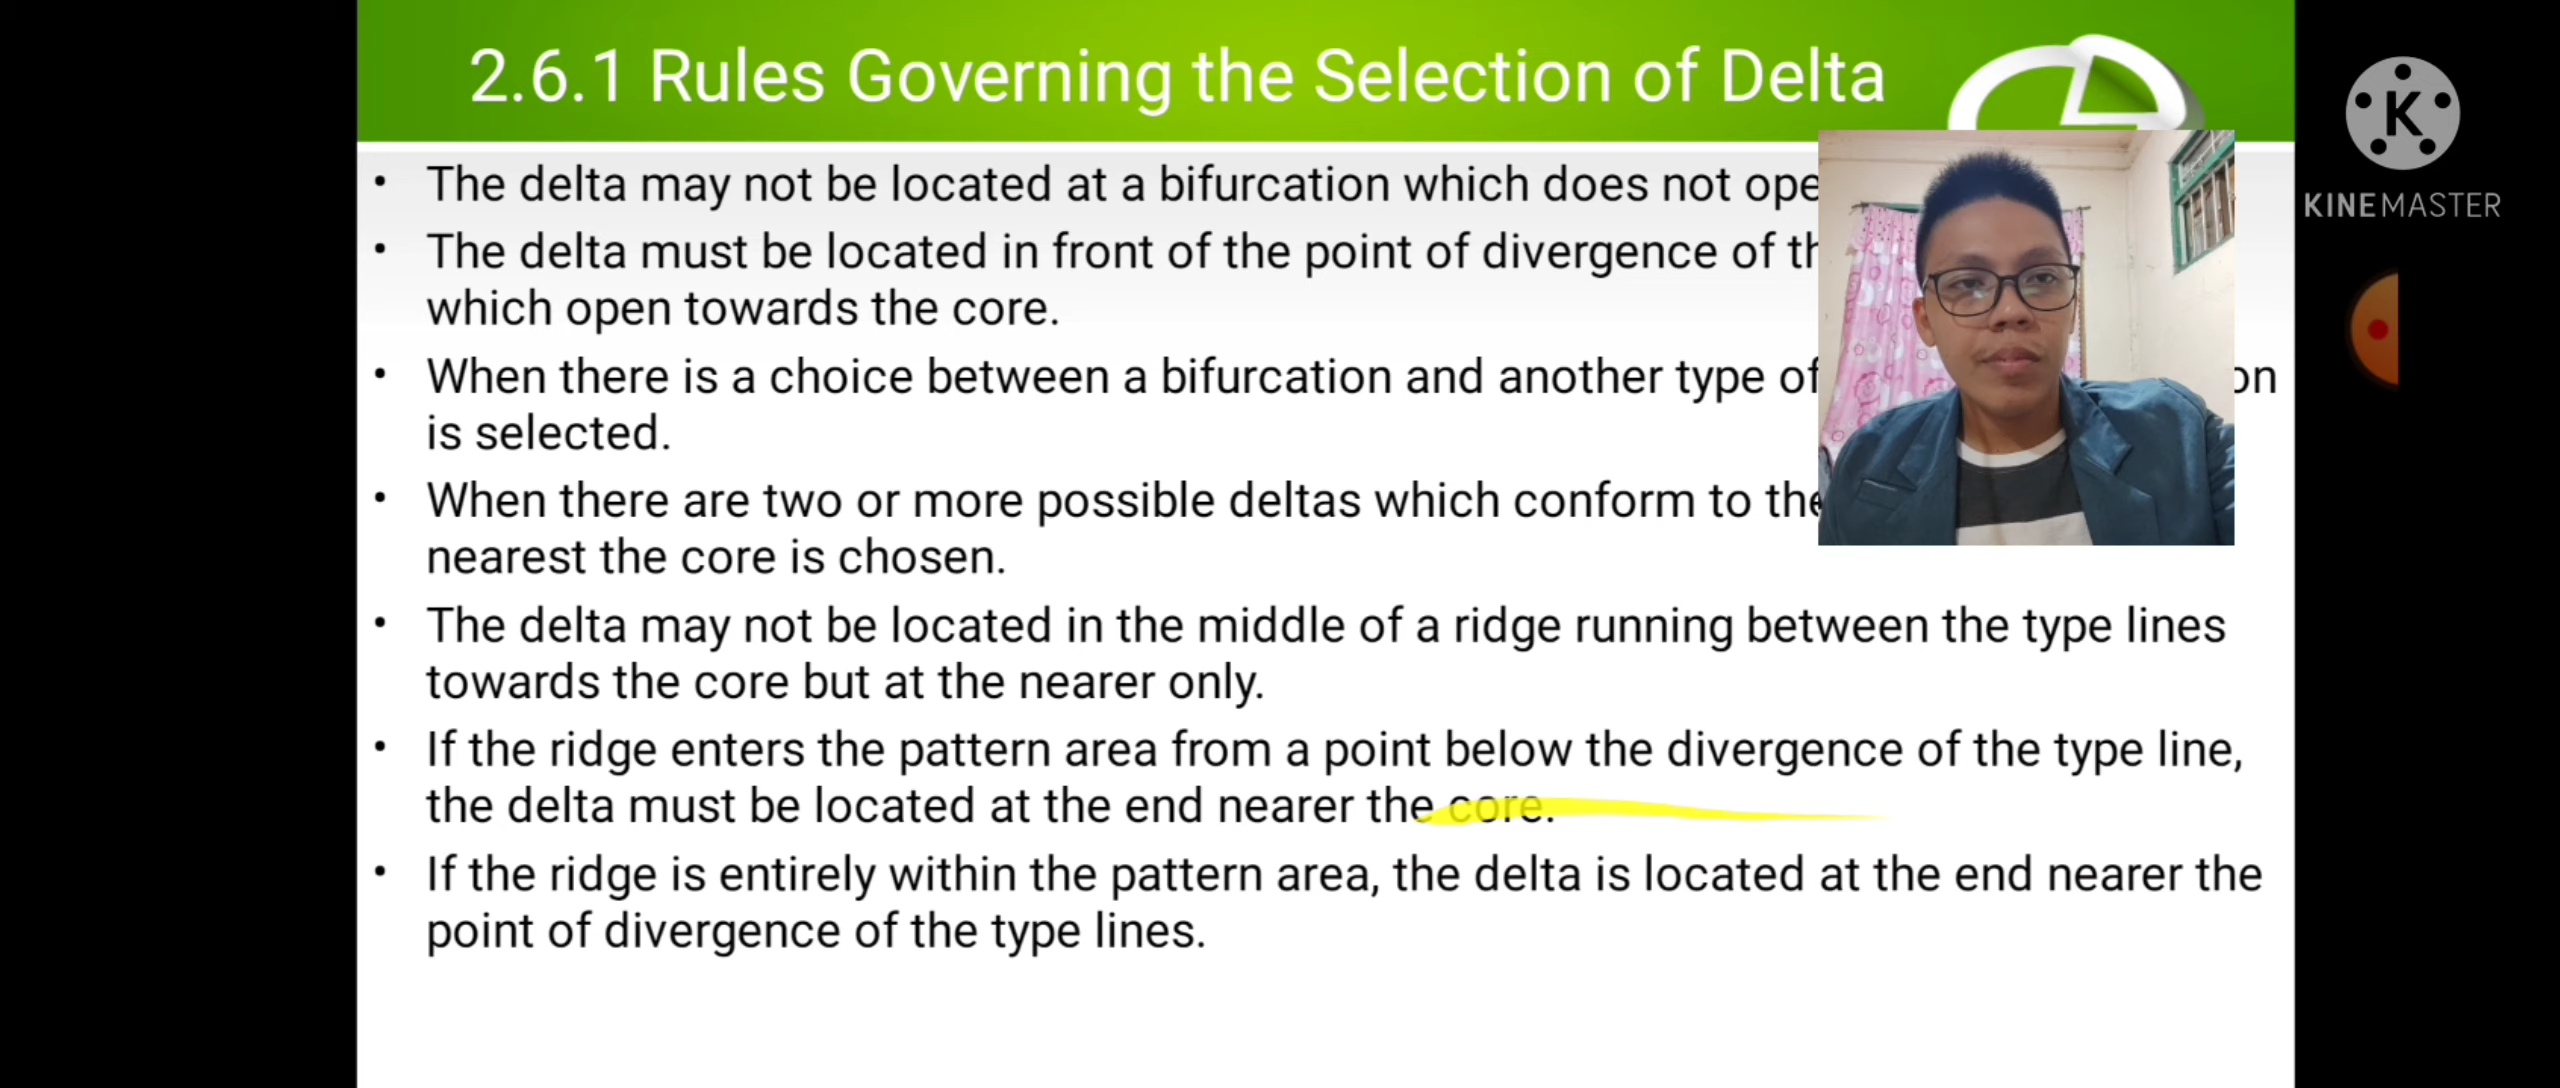 2.6.1 Rules Governing the Selection of Delta
KINEMASTER
K
• The delta may not be located at a bifurcation which does not
• The delta must be located in front of the point of divergence of
which open towards the core.
• When there is a choice between a bifurcation and another type of
is selected.
• When there are two or more possible deltas which conform to the
nearest the core is chosen.
• The delta may not be located in the middle of a ridge running between the type lines
towards the core but at the nearer only.
• If the ridge enters the pattern area from a point below the divergence of the type line,
the delta must be located at the end nearer the core.
• If the ridge is entirely within the pattern area, the delta is located at the end nearer the
point of divergence of the type lines.